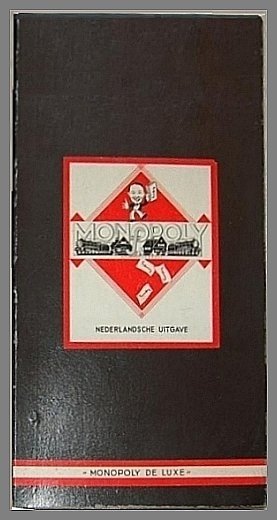 MONOPOLY
NEDERLANDSCHE UITGAVE
"MONOPOLY DE LUXE"